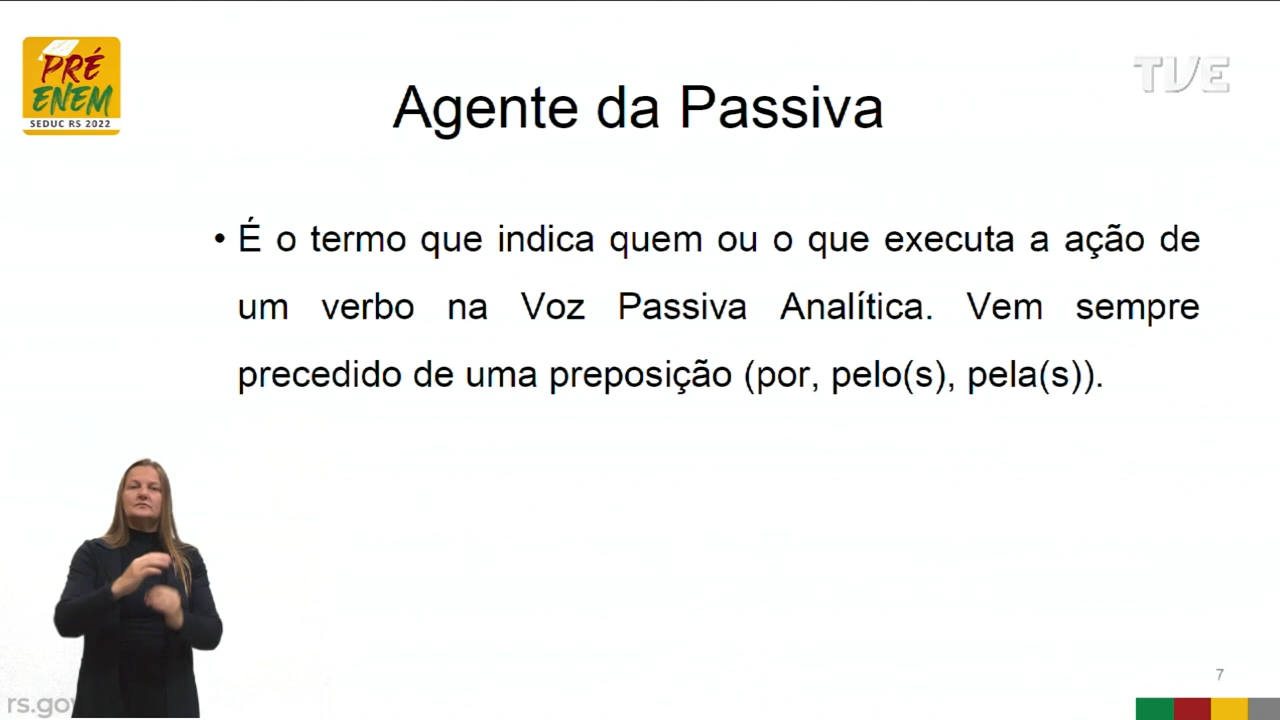 PRÉ
ENEM
SEDUC RS 2022
TVE
Agente da Passiva
• É o termo que indica quem ou o que executa a ação de
um verbo na Voz Passiva Analítica. Vem sempre
precedido de uma preposição (por, pelo(s), pela(s)).
7
rs.gov